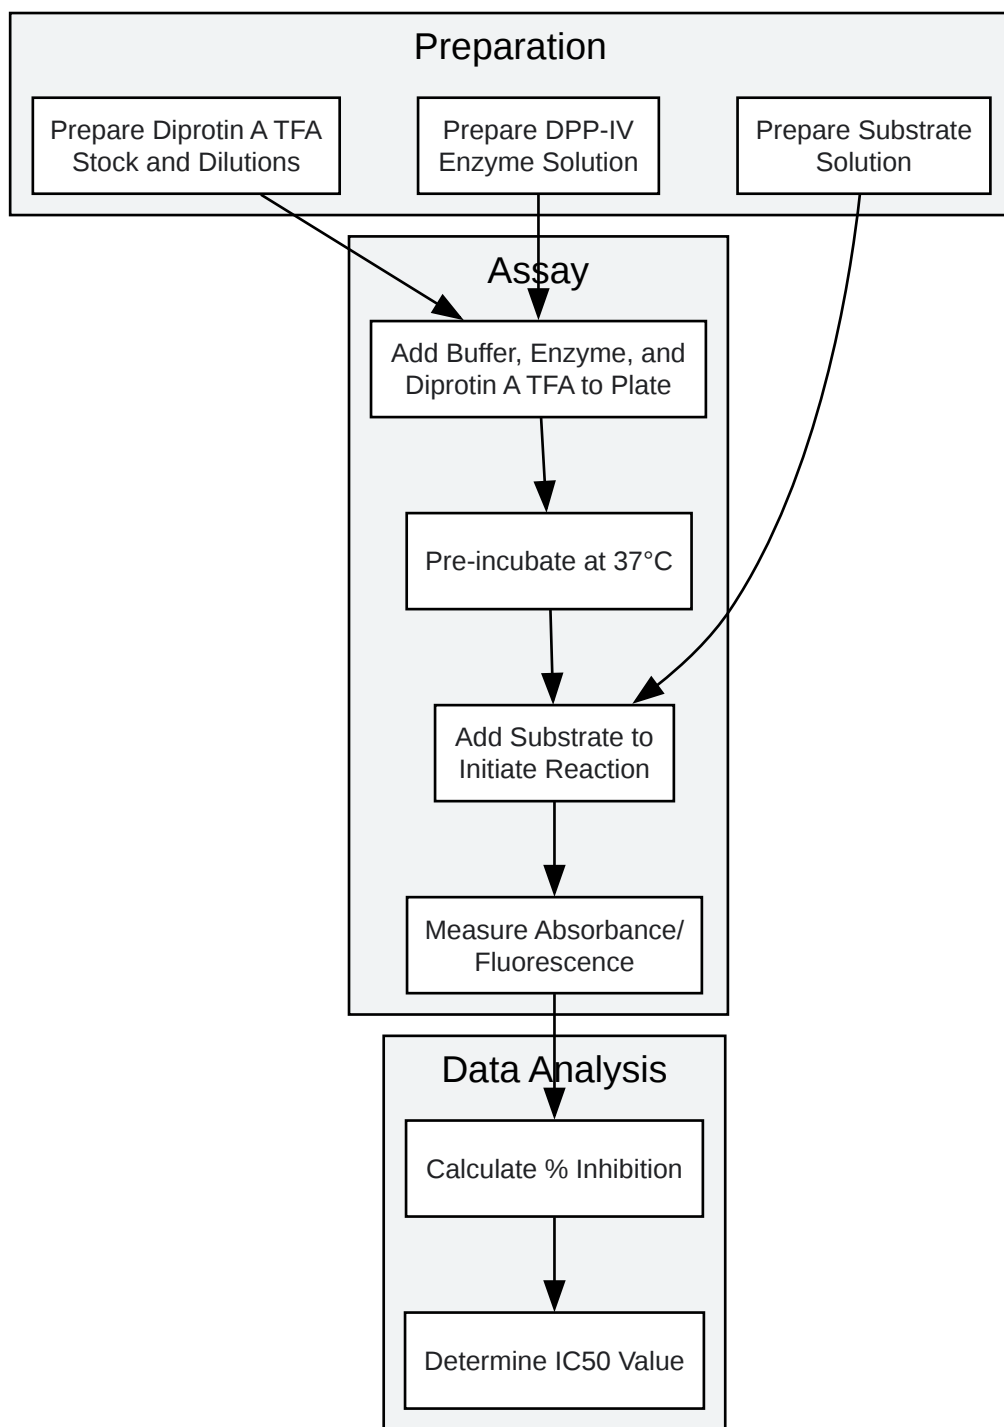 Preparation
Prepare Diprotin A TFA
Stock and Dilutions
Prepare DPP-IV
Enzyme Solution
Prepare Substrate
Solution
Assay
Add Buffer, Enzyme, and
Diprotin A TFA to Plate
Pre-incubate at 37°C
Add Substrate to
Initiate Reaction
Measure Absorbance/
Fluorescence
Data Analysis
Calculate % Inhibition
Determine IC50 Value